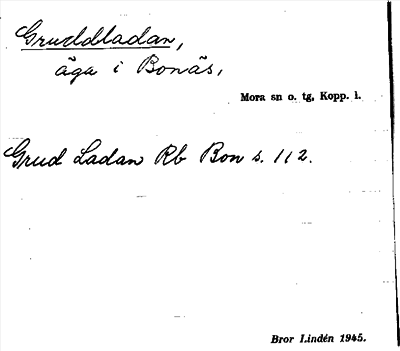 Gruddladan,
äga i Bonäs,
Mora sn o. tg, Kopp. l.
Grud Ladan Rb Bon s. 112.
Bror Lindén 1945.